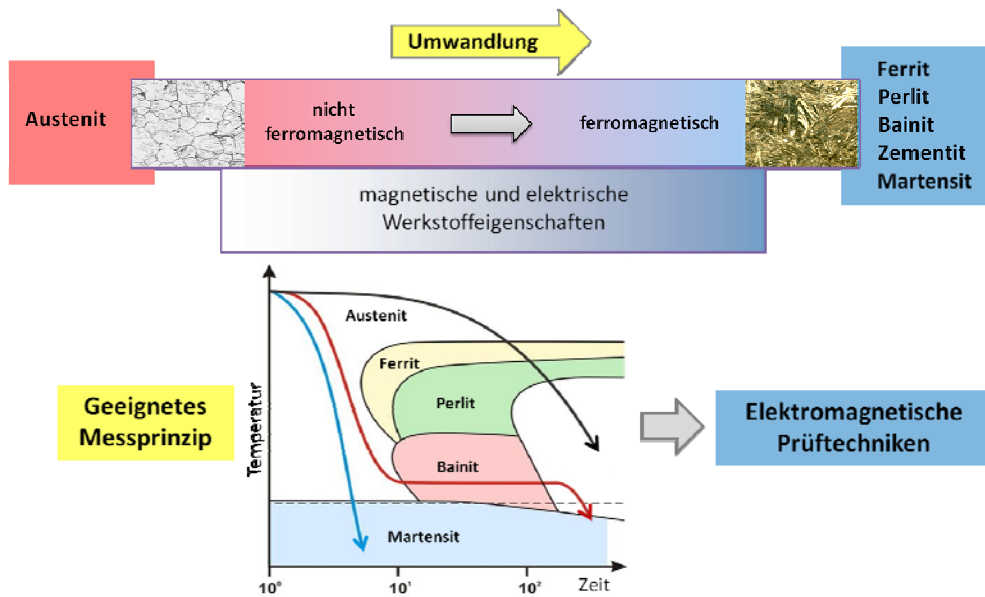 Umwandlung
Austenit
nicht
ferromagnetisch
ferromagnetisch
Ferrit
Perlit
Bainit
Zementit
Martensit
magnetische und elektrische
Werkstoffeigenschaften
Geeignetes
Messprinzip
Temperatur
Austenit
Ferrit
Perlit
Bainit
Martensit
10⁰
10¹
10²
Zeit
Elektromagnetische
Prüftechniken